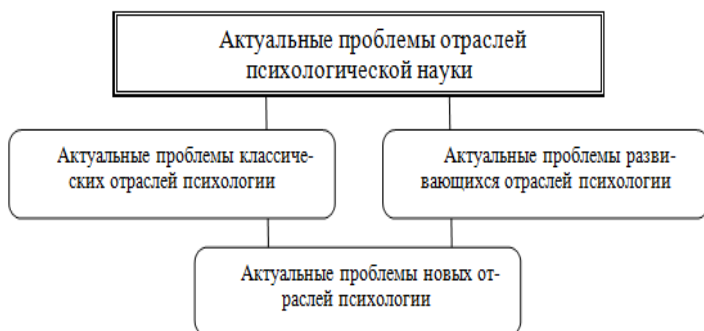 Актуальные проблемы отраслей
психологической науки
Актуальные проблемы классиче-
ских отраслей психологии
Актуальные проблемы разви-
вающихся отраслей психологии
Актуальные проблемы новых от-
раслей психологии